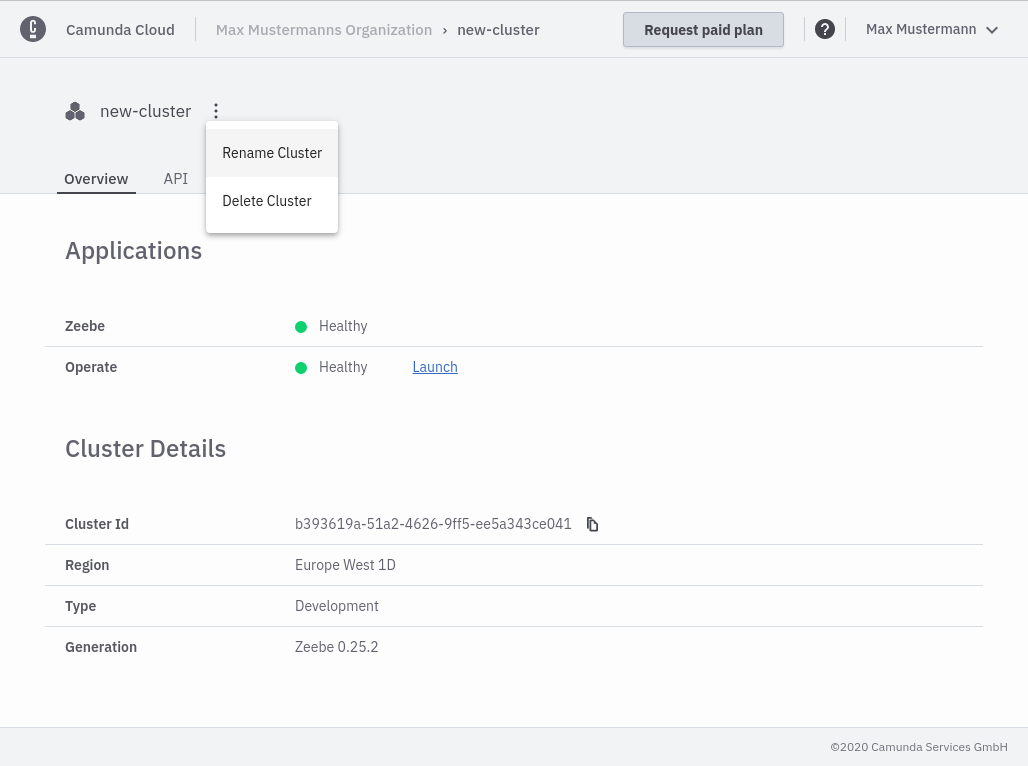 Camunda Cloud Max Mustermanns Organization › new-cluster Request paid plan ? Max Mustermann
new-cluster
Rename Cluster
Delete Cluster
Overview API
Applications
Zeebe Healthy
Operate Healthy Launch
Cluster Details
Cluster Id b393619a-51a2-4626-9ff5-ee5a343ce041
Region Europe West 1D
Type Development
Generation Zeebe 0.25.2
©2020 Camunda Services GmbH